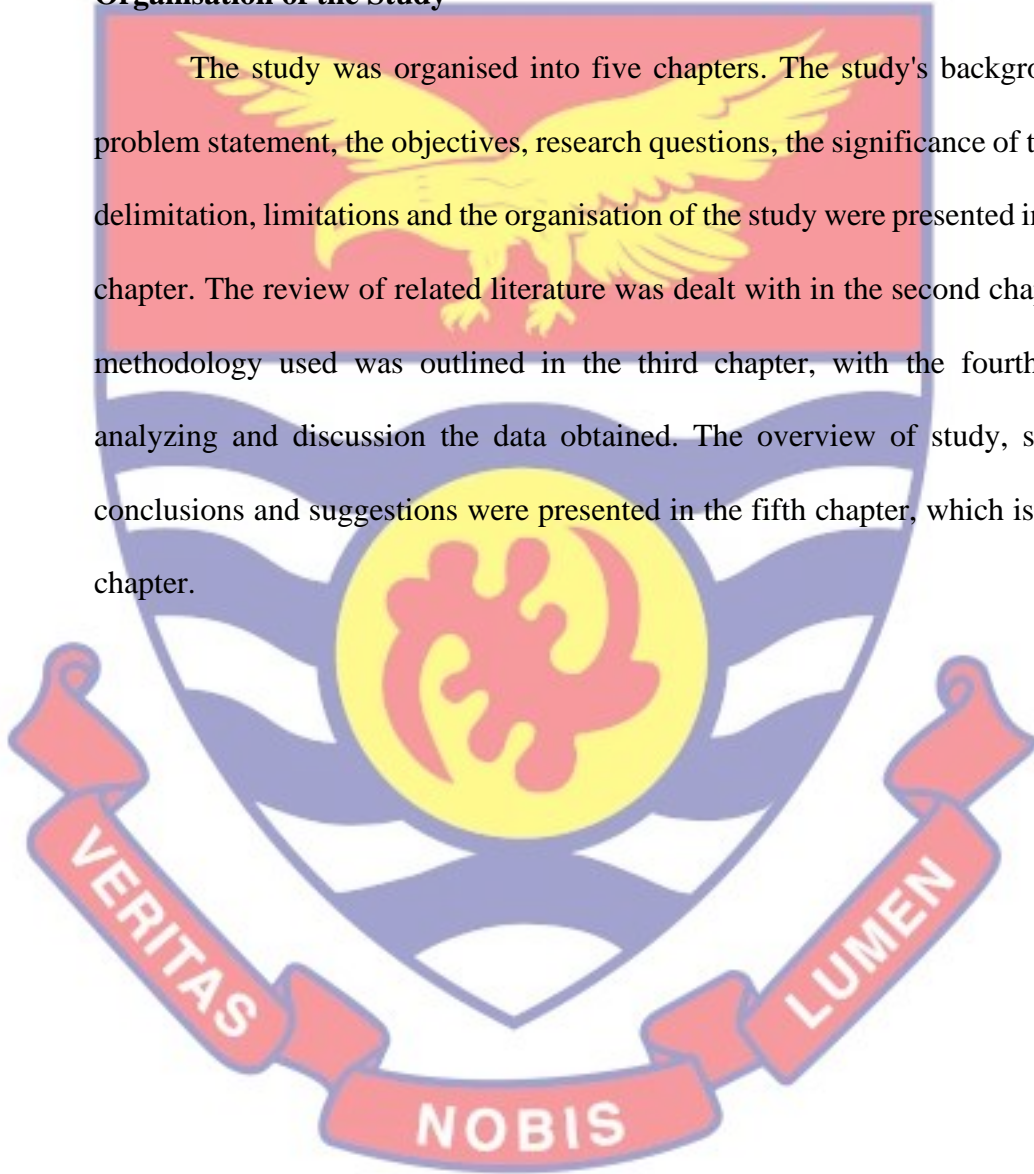 Organisation of the Study
The study was organised into five chapters. The study's backgro
problem statement, the objectives, research questions, the significance of t
delimitation, limitations and the organisation of the study were presented i
chapter. The review of related literature was dealt with in the second cha
methodology used was outlined in the third chapter, with the fourth
analyzing and discussion the data obtained. The overview of study, s
conclusions and suggestions were presented in the fifth chapter, which is
chapter.
VERITAS
NOBIS
LUMEN